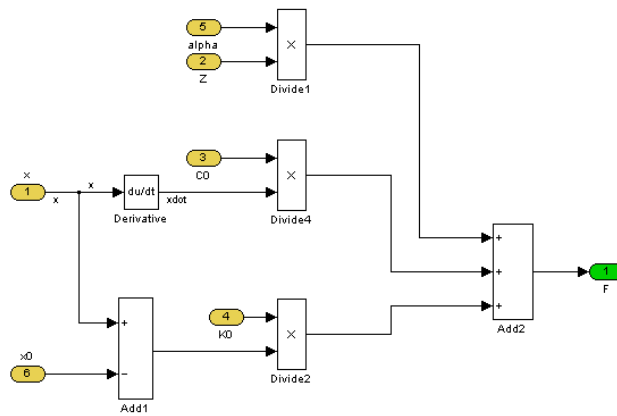 5
alpha
2
Z
×
Divide1
x
1
x
x
du/dt
Derivative
xdot
3
C0
×
Divide4
+
+
+
Add2
1
F
4
K0
×
Divide2
x0
6
+
−
Add1